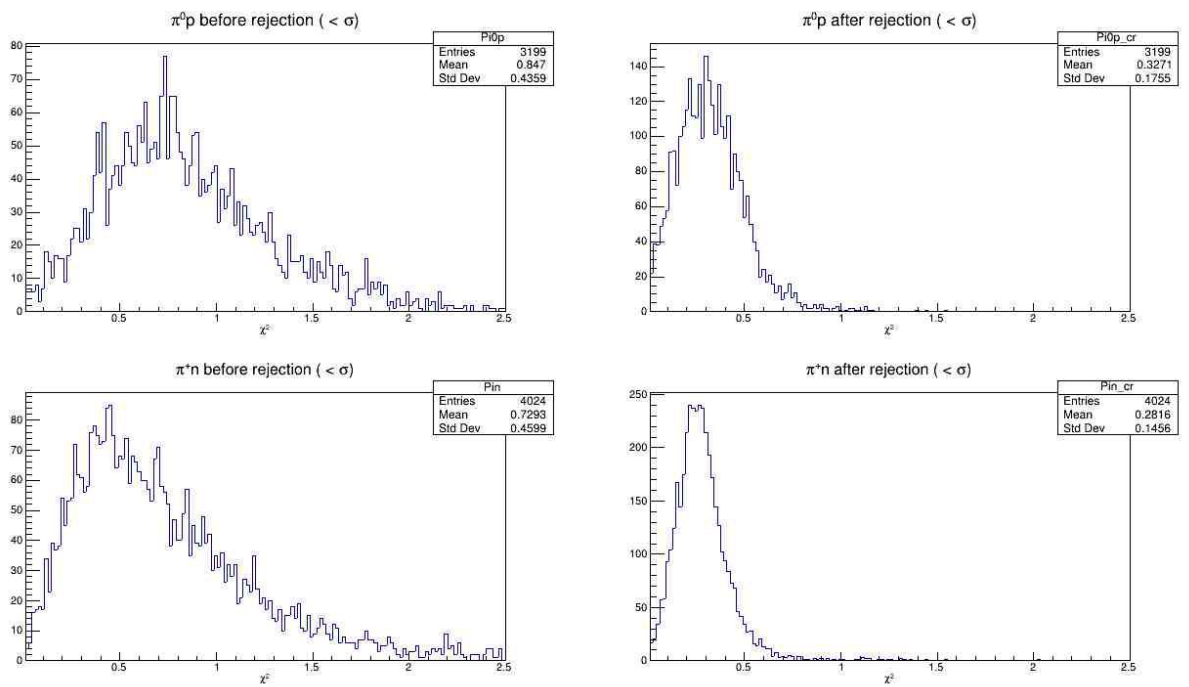 π⁰p before rejection ( < σ)
Pi0p
Entries 3199
Mean 0.847
Std Dev 0.4359
80
70
60
50
40
30
20
10
0
0.5 1 1.5 2 2.5
χ²
π⁰p after rejection ( < σ)
Pi0p_cr
Entries 3199
Mean 0.3271
Std Dev 0.1755
140
120
100
80
60
40
20
0
0.5 1 1.5 2 2.5
χ²
π⁺n before rejection ( < σ)
Pin
Entries 4024
Mean 0.7293
Std Dev 0.4599
80
70
60
50
40
30
20
10
0
0.5 1 1.5 2 2.5
χ²
π⁺n after rejection ( < σ)
Pin_cr
Entries 4024
Mean 0.2816
Std Dev 0.1456
250
200
150
100
50
0
0.5 1 1.5 2 2.5
χ²